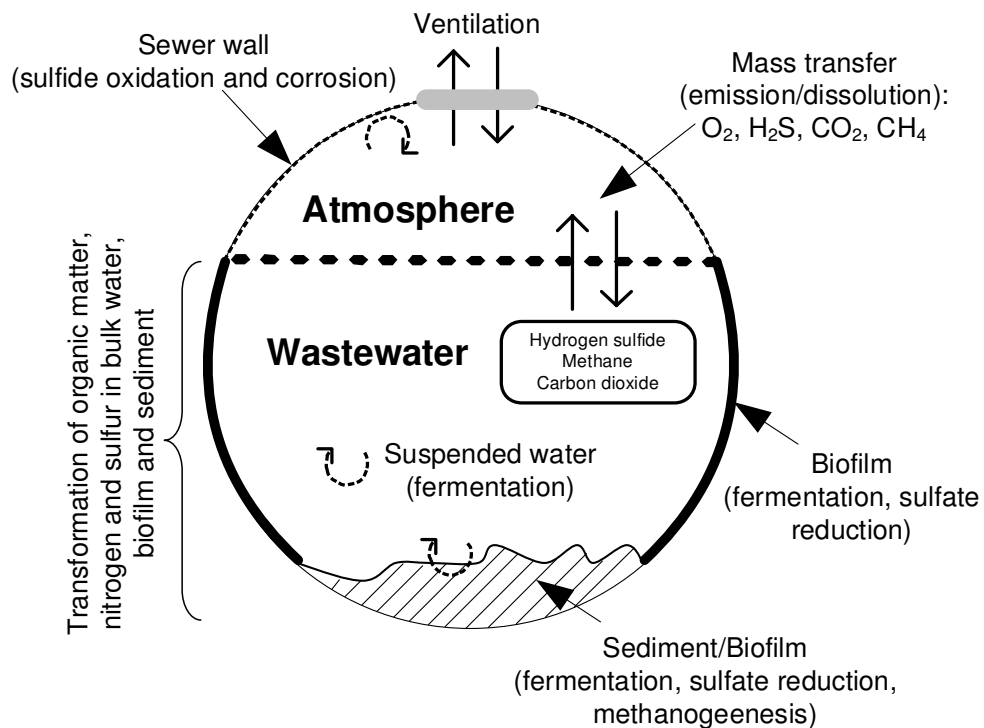 Ventilation
Sewer wall
(sulfide oxidation and corrosion)
Mass transfer
(emission/dissolution):
O₂, H₂S, CO₂, CH₄
Atmosphere
Transformation of organic matter,
nitrogen and sulfur in bulk water,
biofilm and sediment
Wastewater
Hydrogen sulfide
Methane
Carbon dioxide
Suspended water
(fermentation)
Biofilm
(fermentation, sulfate
reduction)
Sediment/Biofilm
(fermentation, sulfate reduction,
methanogeenesis)